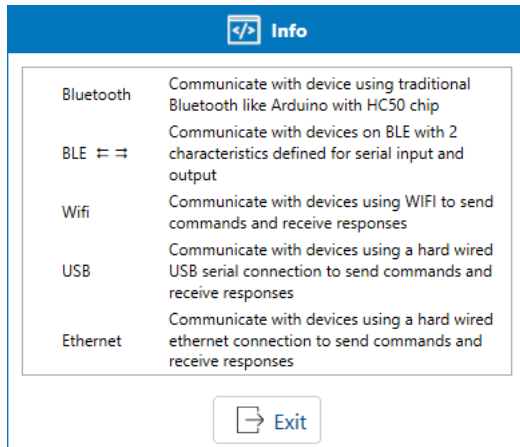 Info
Bluetooth
Communicate with device using traditional
Bluetooth like Arduino with HC50 chip
BLE ⇇ ⇉
Communicate with devices on BLE with 2
characteristics defined for serial input and
output
Wifi
Communicate with devices using WIFI to send
commands and receive responses
USB
Communicate with devices using a hard wired
USB serial connection to send commands and
receive responses
Ethernet
Communicate with devices using a hard wired
ethernet connection to send commands and
receive responses
Exit